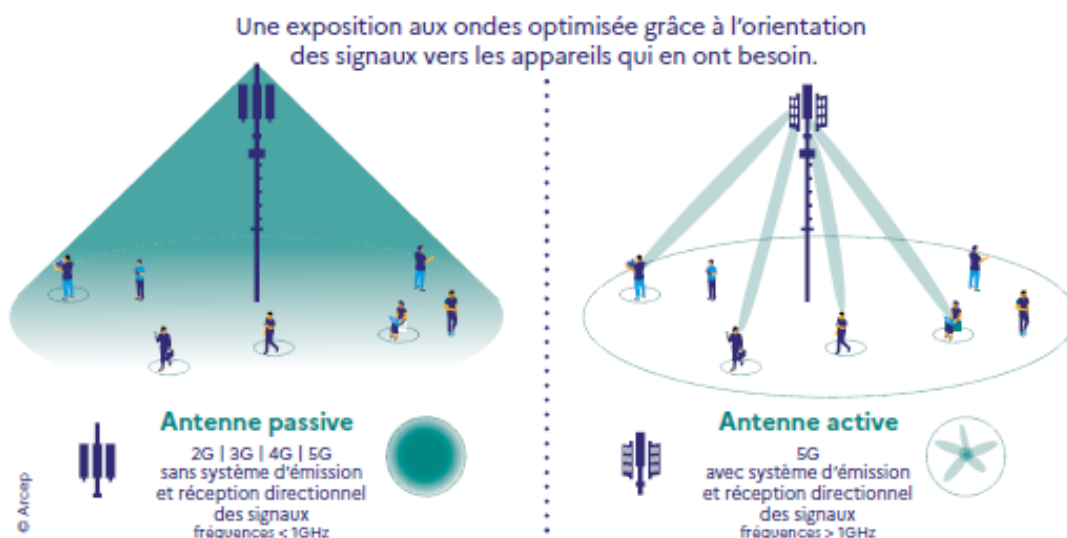 Une exposition aux ondes optimisée grâce à l'orientation
des signaux vers les appareils qui en ont besoin.
Antenne passive
2G | 3G | 4G | 5G
sans système d'émission
et réception directionnel
des signaux
fréquences < 1GHz
Antenne active
5G
avec système d'émission
et réception directionnel
des signaux
fréquences > 1GHz
© Arcep